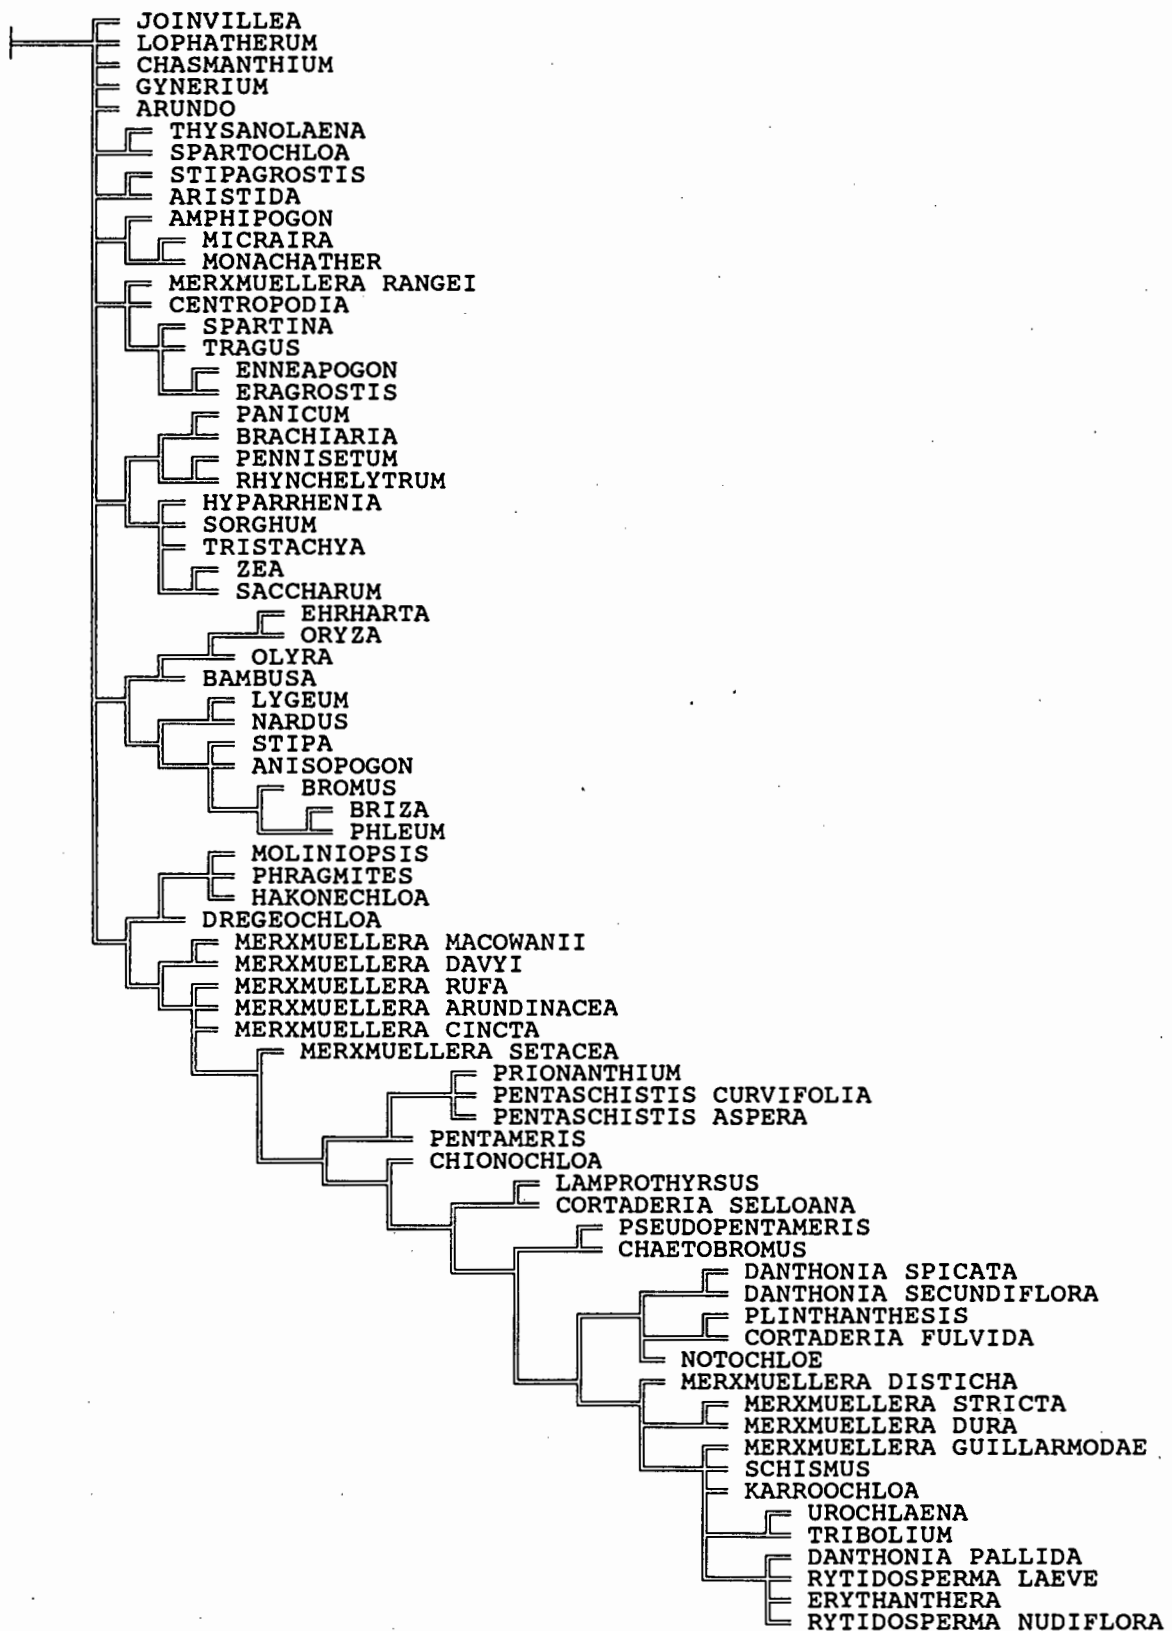 JOINVILLEA
LOPHATHERUM
CHASMANTHIUM
GYNERIUM
ARUNDO
THYSANOLAENA
SPARTOCHLOA
STIPAGROSTIS
ARISTIDA
AMPHIPOGON
MICRAIRA
MONACHATHER
MERXMUELLERA RANGEI
CENTROPODIA
SPARTINA
TRAGUS
ENNEAPOGON
ERAGROSTIS
PANICUM
BRACHIARIA
PENNISETUM
RHYNCHELYTRUM
HYPARRHENIA
SORGHUM
TRISTACHYA
ZEA
SACCHARUM
EHRHARTA
ORYZA
OLYRA
BAMBUSA
LYGEUM
NARDUS
STIPA
ANISOPOGON
BROMUS
BRIZA
PHLEUM
MOLINIOPSIS
PHRAGMITES
HAKONECHLOA
DREGEOCHLOA
MERXMUELLERA MACOWANII
MERXMUELLERA DAVYI
MERXMUELLERA RUFA
MERXMUELLERA ARUNDINACEA
MERXMUELLERA CINCTA
MERXMUELLERA SETACEA
PRIONANTHIUM
PENTASCHISTIS CURVIFOLIA
PENTASCHISTIS ASPERA
PENTAMERIS
CHIONOCHLOA
LAMPROTHYRSUS
CORTADERIA SELLOANA
PSEUDOPENTAMERIS
CHAETOBROMUS
DANTHONIA SPICATA
DANTHONIA SECUNDIFLORA
PLINTHANTHESIS
CORTADERIA FULVIDA
NOTOCHLOE
MERXMUELLERA DISTICHA
MERXMUELLERA STRICTA
MERXMUELLERA DURA
MERXMUELLERA GUILLARMODAE
SCHISMUS
KARROOCHLOA
UROCHLAENA
TRIBOLIUM
DANTHONIA PALLIDA
RYTIDOSPERMA LAEVE
ERYTHANTHERA
RYTIDOSPERMA NUDIFLORA